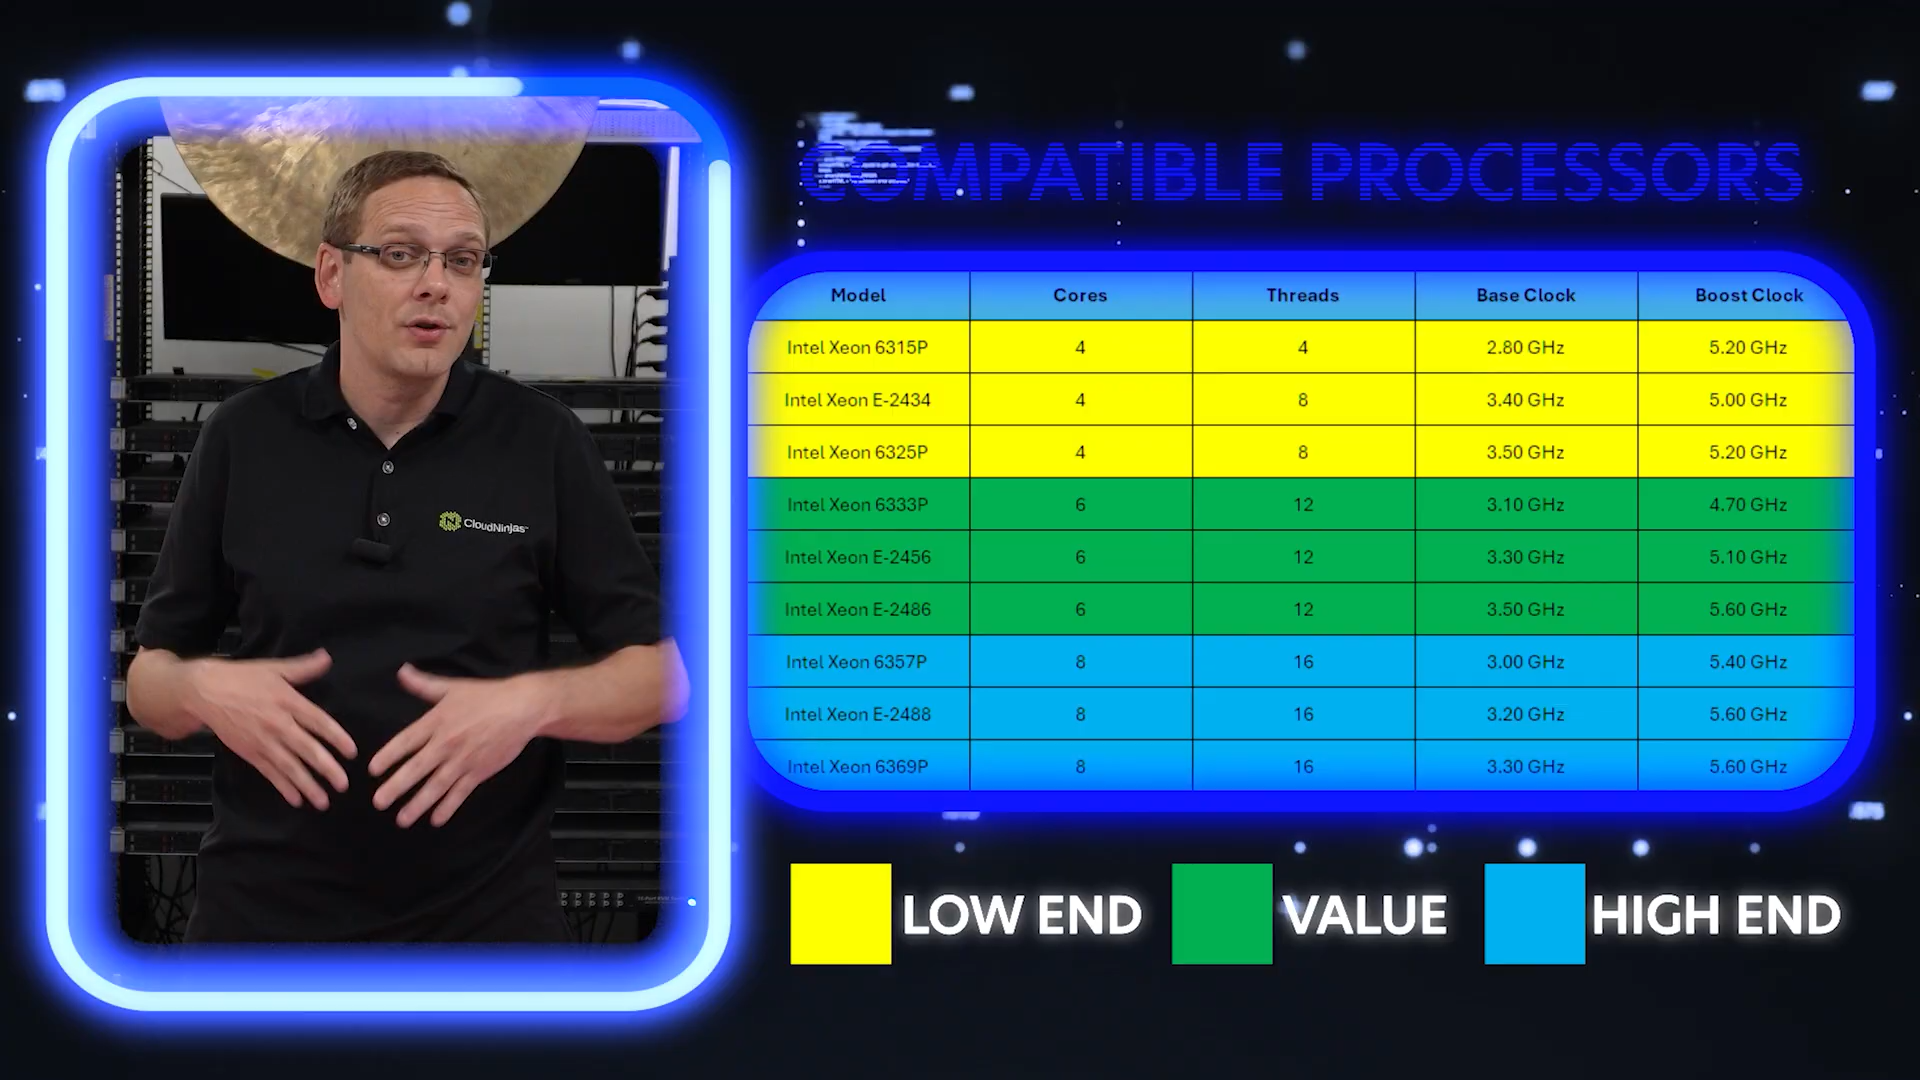 COMPATIBLE PROCESSORS
Model Cores Threads Base Clock Boost Clock
Intel Xeon 6315P 4 4 2.80 GHz 5.20 GHz
Intel Xeon E-2434 4 8 3.40 GHz 5.00 GHz
Intel Xeon 6325P 4 8 3.50 GHz 5.20 GHz
Intel Xeon 6333P 6 12 3.10 GHz 4.70 GHz
Intel Xeon E-2456 6 12 3.30 GHz 5.10 GHz
Intel Xeon E-2486 6 12 3.50 GHz 5.60 GHz
Intel Xeon 6357P 8 16 3.00 GHz 5.40 GHz
Intel Xeon E-2488 8 16 3.20 GHz 5.60 GHz
Intel Xeon 6369P 8 16 3.30 GHz 5.60 GHz
LOW END VALUE HIGH END
CloudNinjas